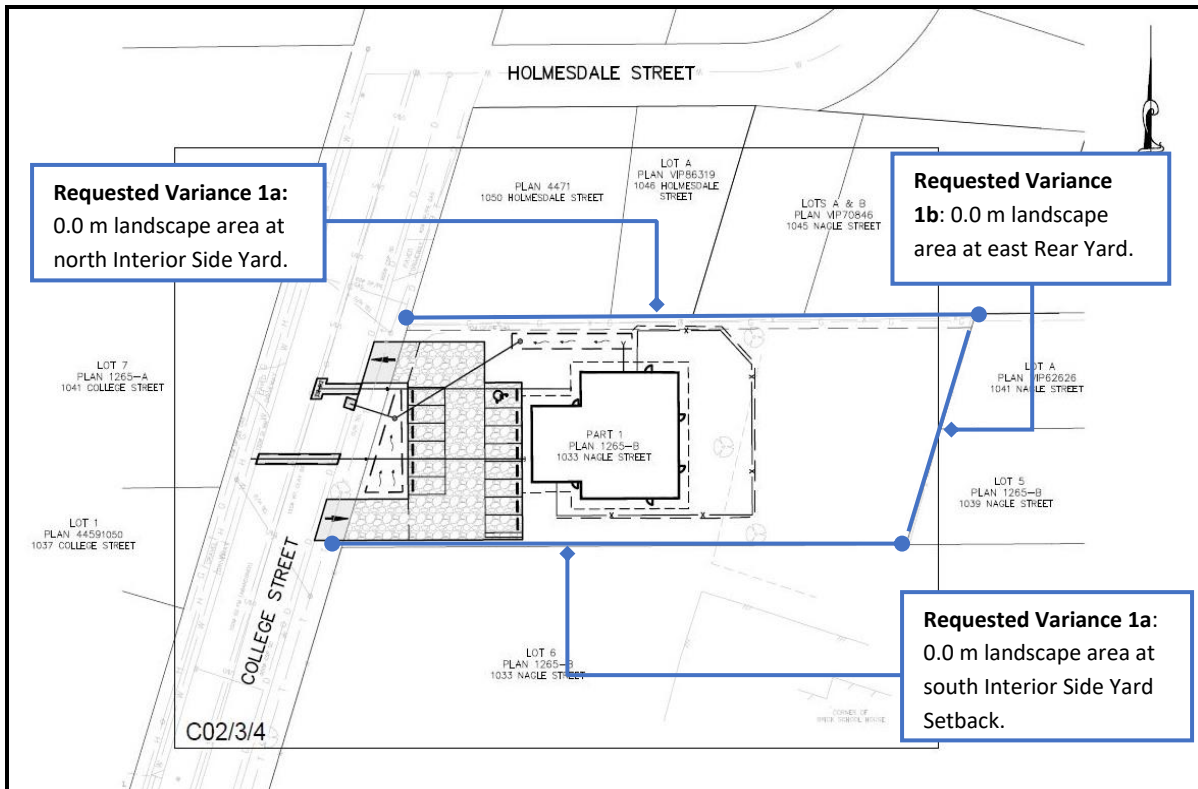 HOLMESDALE STREET
Requested Variance 1a:
0.0 m landscape area at
north Interior Side Yard.
PLAN 4471
1050 HOLMESDALE STREET
LOT A
PLAN VIP86319
1046 HOLMESDALE
STREET
LOTS A & B
PLAN VIP70846
1045 NAGLE STREET
Requested Variance
1b: 0.0 m landscape
area at east Rear Yard.
LOT 7
PLAN 1265-A
1041 COLLEGE STREET
LOT A
PLAN VIP62626
1041 NAGLE STREET
PART 1
PLAN 1265-B
1033 NAGLE STREET
LOT 5
PLAN 1265-B
1039 NAGLE STREET
LOT 1
PLAN 44591050
1037 COLLEGE STREET
COLLEGE STREET
LOT 6
PLAN 1265-B
1033 NAGLE STREET
Requested Variance 1a:
0.0 m landscape area at
south Interior Side Yard
Setback.
CORNER OF
C02/3/4